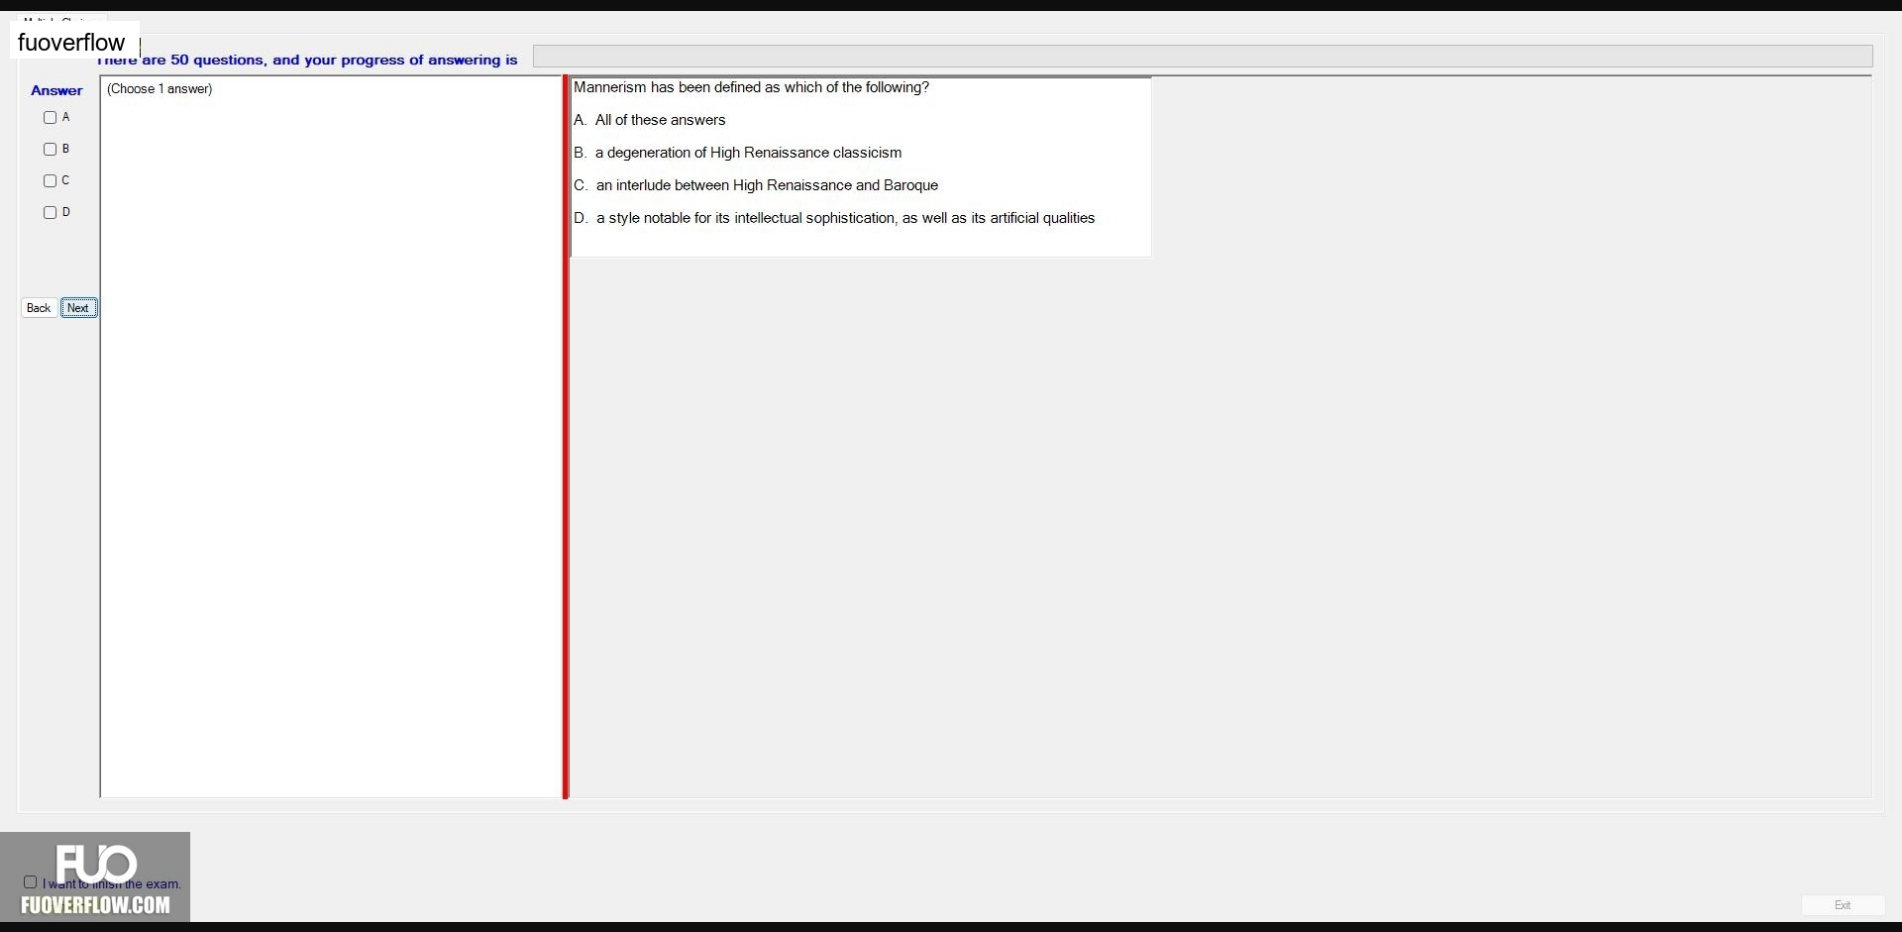 fuoverflow
There are 50 questions, and your progress of answering is
Answer
(Choose 1 answer)
A
B
C
D
Back
Next
Mannerism has been defined as which of the following?
A. All of these answers
B. a degeneration of High Renaissance classicism
C. an interlude between High Renaissance and Baroque
D. a style notable for its intellectual sophistication, as well as its artificial qualities
FUO
I want to finish the exam.
FUOVERFLOW.COM
Exit